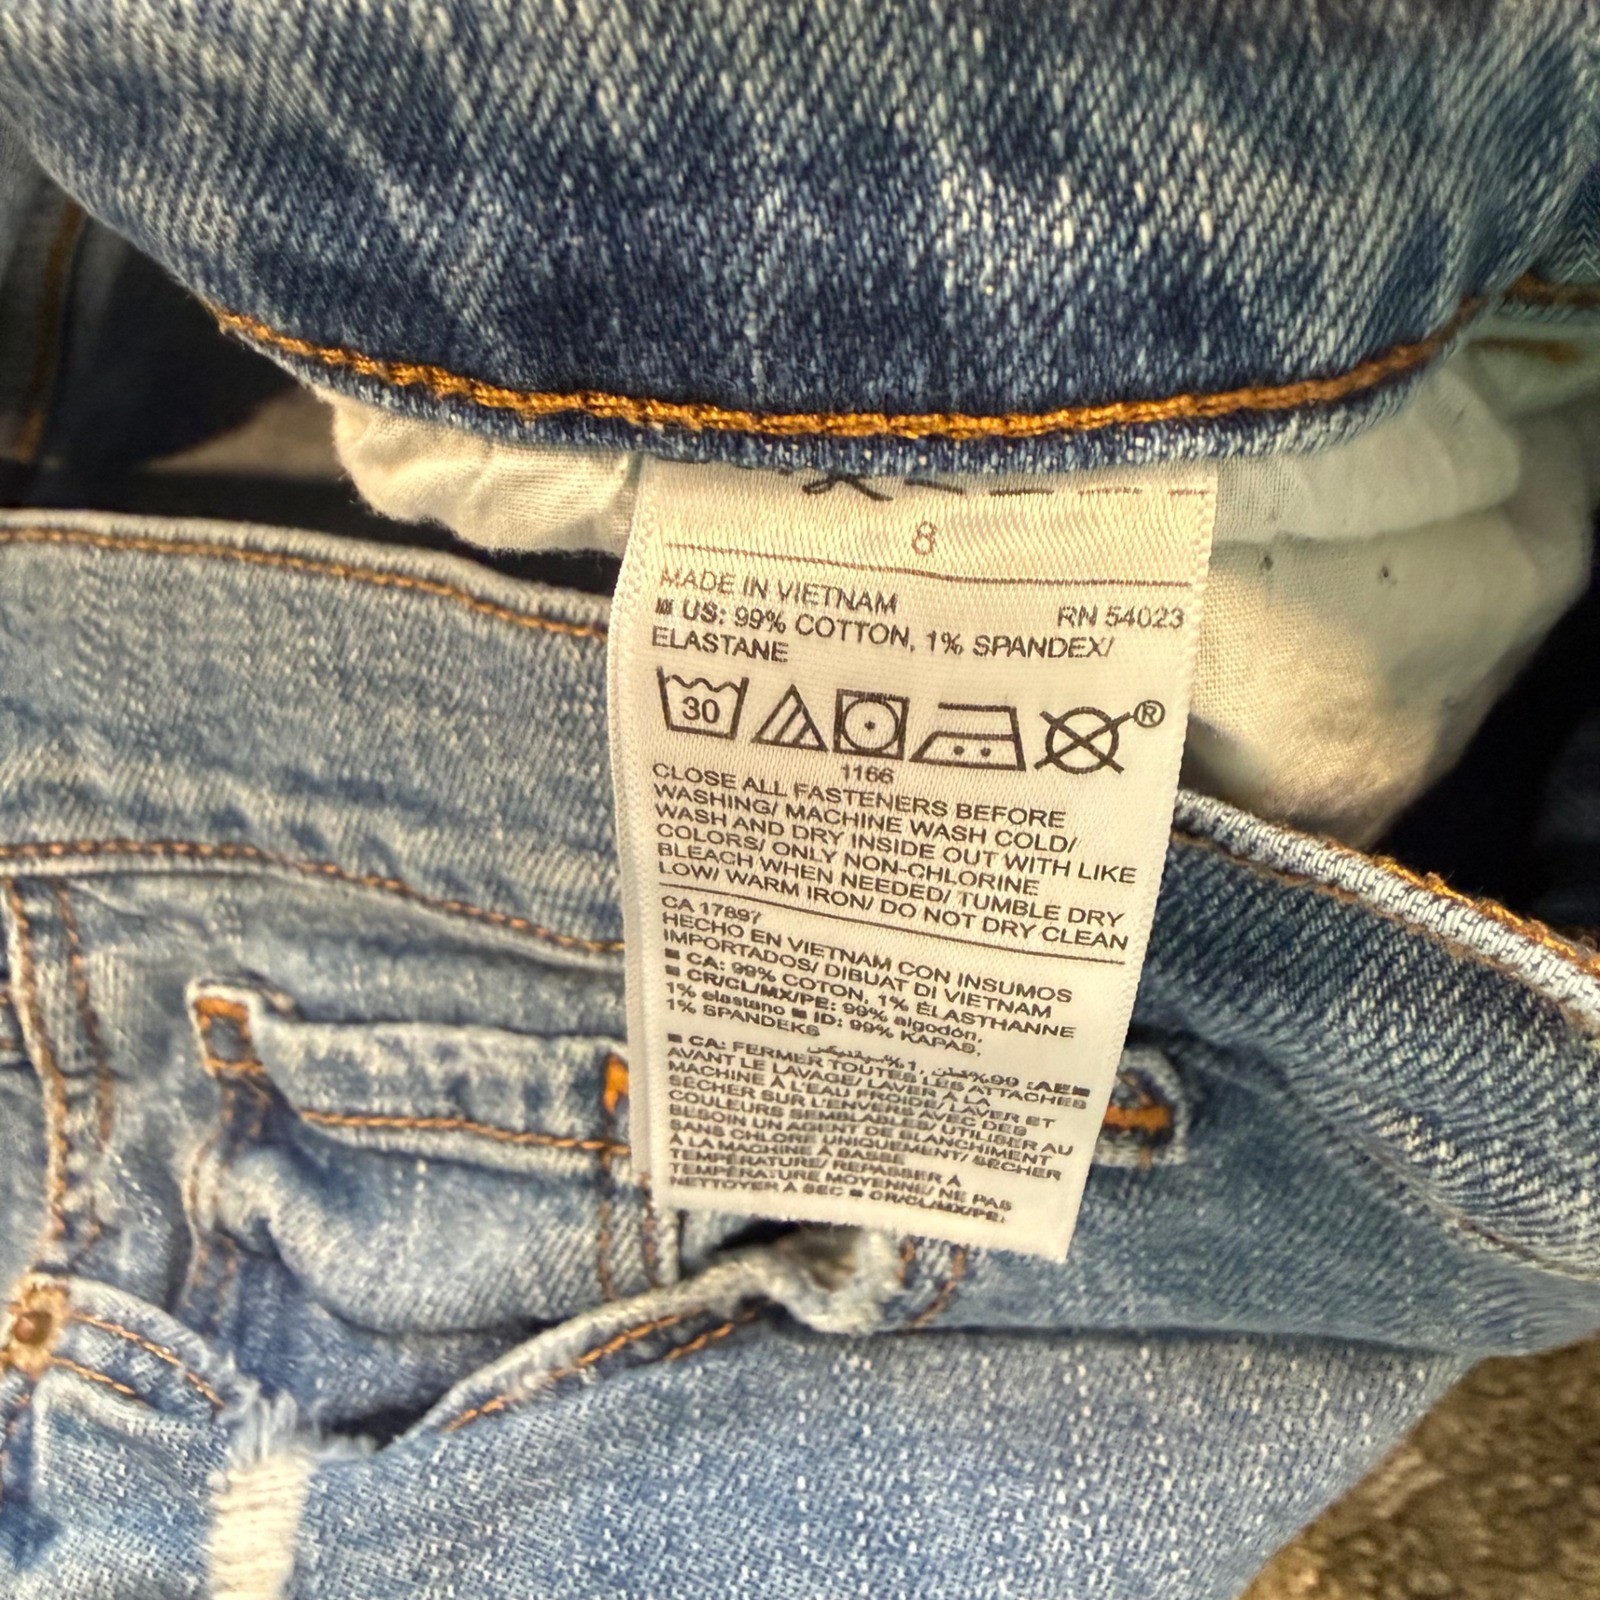 8
MADE IN VIETNAM
RN 54023
■ US: 99% COTTON, 1% SPANDEX/
ELASTANE
30
®
1166
CLOSE ALL FASTENERS BEFORE
WASHING/ MACHINE WASH COLD/
WASH AND DRY INSIDE OUT WITH LIKE
COLORS/ ONLY NON-CHLORINE
BLEACH WHEN NEEDED/ TUMBLE DRY
LOW/ WARM IRON/ DO NOT DRY CLEAN
CA 17897
HECHO EN VIETNAM CON INSUMOS
IMPORTADOS/ DIBUAT DI VIETNAM
■ CA: 99% COTON, 1% ÉLASTHANNE
■ CR/CL/MX/PE: 99% algodón,
1% elastano ■ ID: 99% KAPAS,
1% SPANDEKS
■AE: 99%
■ CA: FERMER TOUTES LES ATTACHES
AVANT LE LAVAGE/ LAVER À LA
MACHINE À L'EAU FROIDE/ LAVER ET
SÉCHER SUR L'ENVERS AVEC DES
COULEURS SEMBLABLES/ UTILISER AU
BESOIN UN AGENT DE BLANCHIMENT
SANS CHLORE UNIQUEMENT/ SÉCHER
À LA MACHINE À BASSE
TEMPÉRATURE/ REPASSER À
TEMPÉRATURE MOYENNE/ NE PAS
NETTOYER À SEC ■ CR/CL/MX/PE: